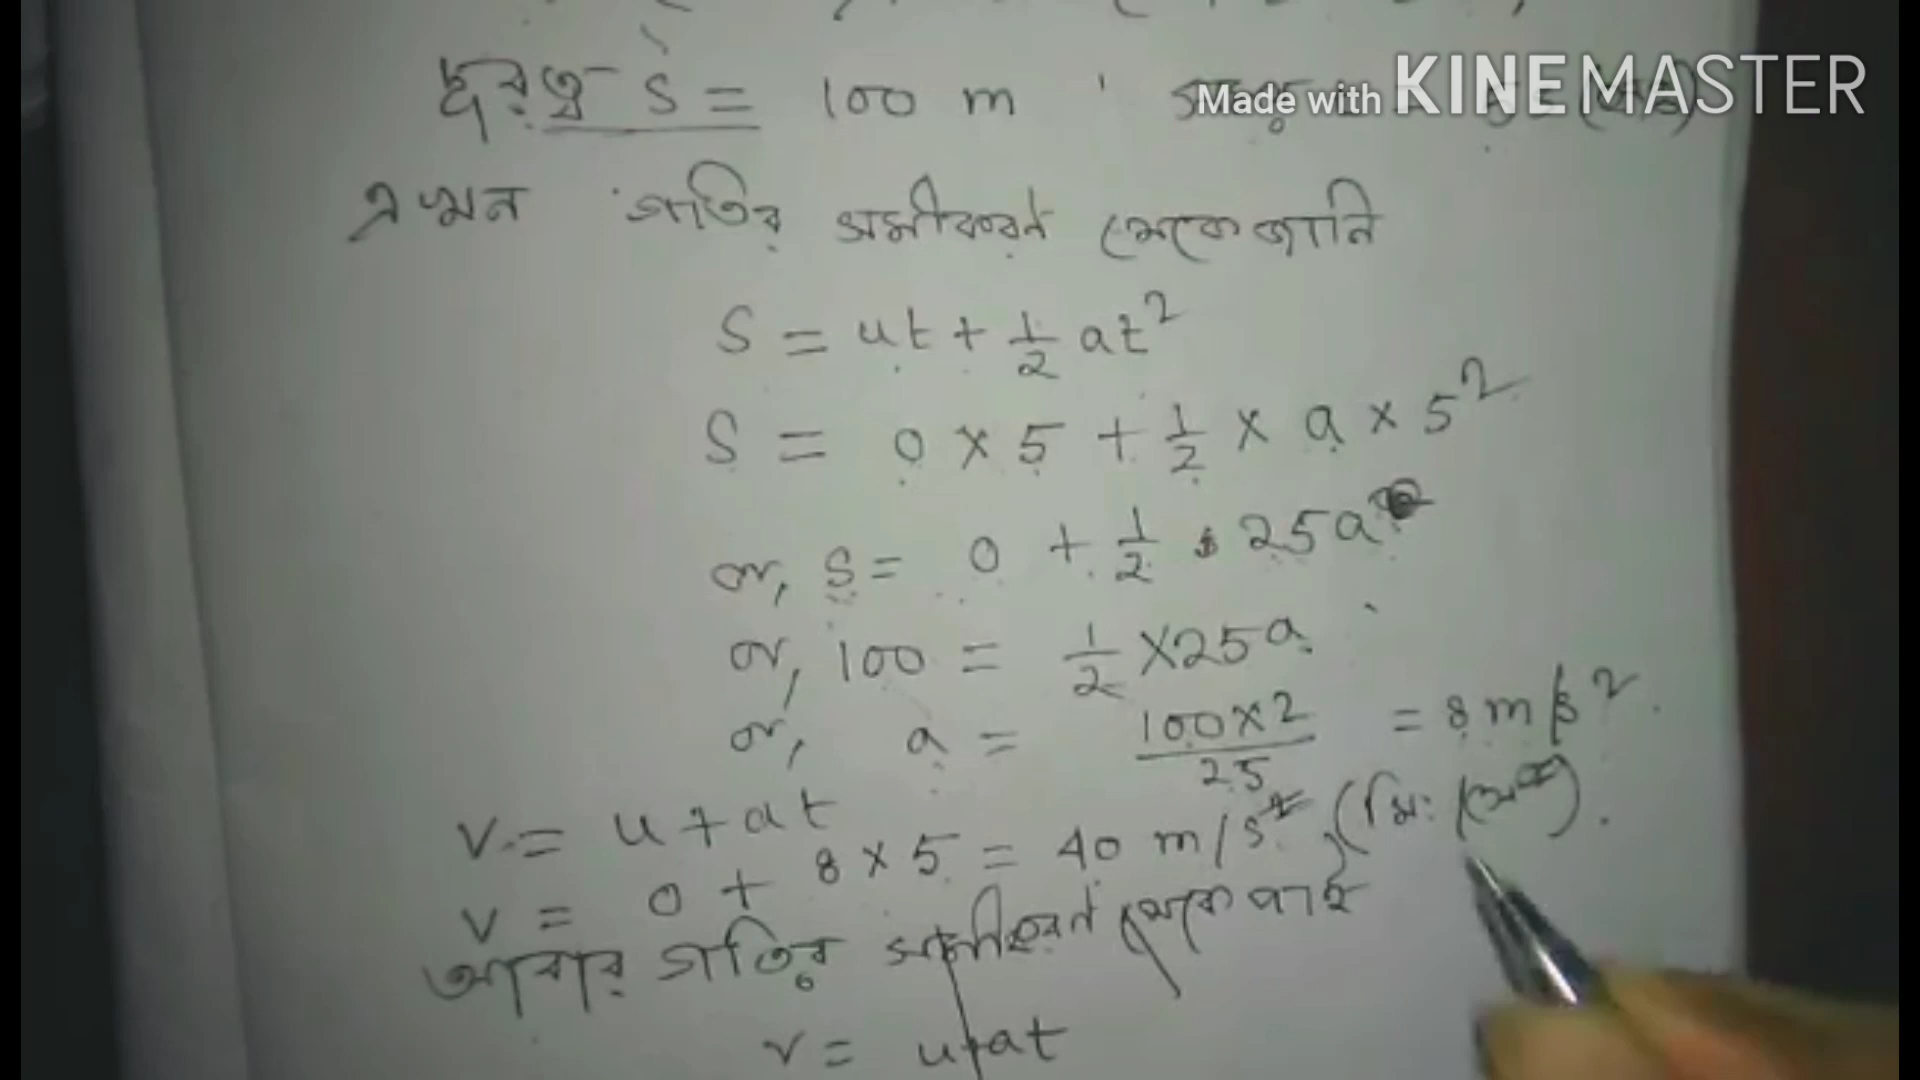 দূরত্ব S = 100 m , সময়
Made with KINEMASTER
এখন গতির সমীকরণ থেকে জানি
S = ut + 1/2 at²
S = 0 × 5 + 1/2 × a × 5²
or, S = 0 + 1/2 25a
or, 100 = 1/2 × 25a
or, a = 100×2/25 = 8 m/s².
v = u + at
v = 0 + 8 × 5 = 40 m/s
আবার গতির সমীকরণ থেকে পাই
v = u+at